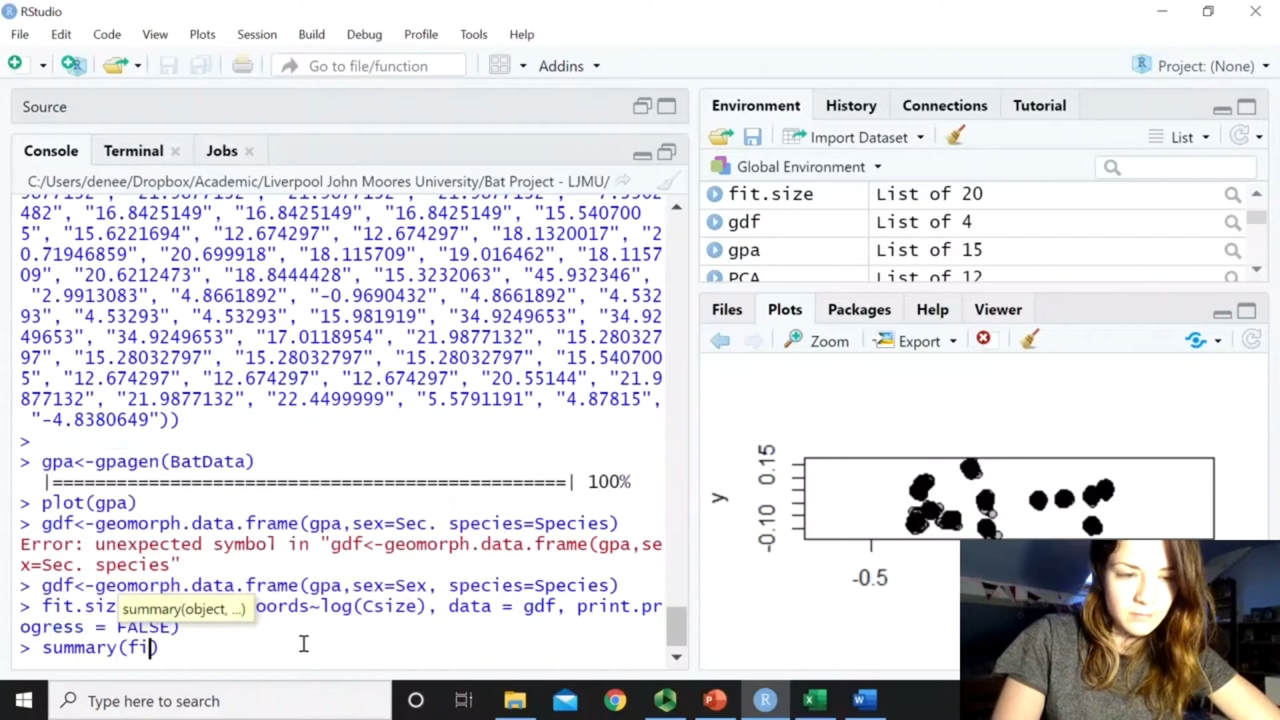 RStudio
File Edit Code View Plots Session Build Debug Profile Tools Help
Go to file/function Addins Project: (None)
Source
Console Terminal Jobs
C:/Users/denee/Dropbox/Academic/Liverpool John Moores University/Bat Project - LJMU/
482", "16.8425149", "16.8425149", "16.8425149", "15.540700
5", "15.6221694", "12.674297", "12.674297", "18.1320017", "2
0.71946859", "20.699918", "18.115709", "19.016462", "18.1157
09", "20.6212473", "18.8444428", "15.3232063", "45.932346",
"2.9913083", "4.8661892", "-0.9690432", "4.8661892", "4.532
93", "4.53293", "4.53293", "15.981919", "34.9249653", "34.92
49653", "34.9249653", "17.0118954", "21.9877132", "15.280327
97", "15.28032797", "15.28032797", "15.28032797", "15.540700
5", "12.674297", "12.674297", "12.674297", "20.55144", "21.9
877132", "21.9877132", "22.4499999", "5.5791191", "4.87815",
"-4.8380649"))
>
> gpa<-gpagen(BatData)
|==================================================| 100%
> plot(gpa)
> gdf<-geomorph.data.frame(gpa,sex=Sec. species=Species)
Error: unexpected symbol in "gdf<-geomorph.data.frame(gpa,se
x=Sec. species"
> gdf<-geomorph.data.frame(gpa,sex=Sex, species=Species)
> fit.siz oords~log(Csize), data = gdf, print.pr
ogress = FALSE)
summary(object, ...)
> summary(fi)
Environment History Connections Tutorial
Import Dataset List
Global Environment
fit.size List of 20
gdf List of 4
gpa List of 15
PCA List of 12
Files Plots Packages Help Viewer
Zoom Export
y
0.15
-0.10
-0.5
Type here to search